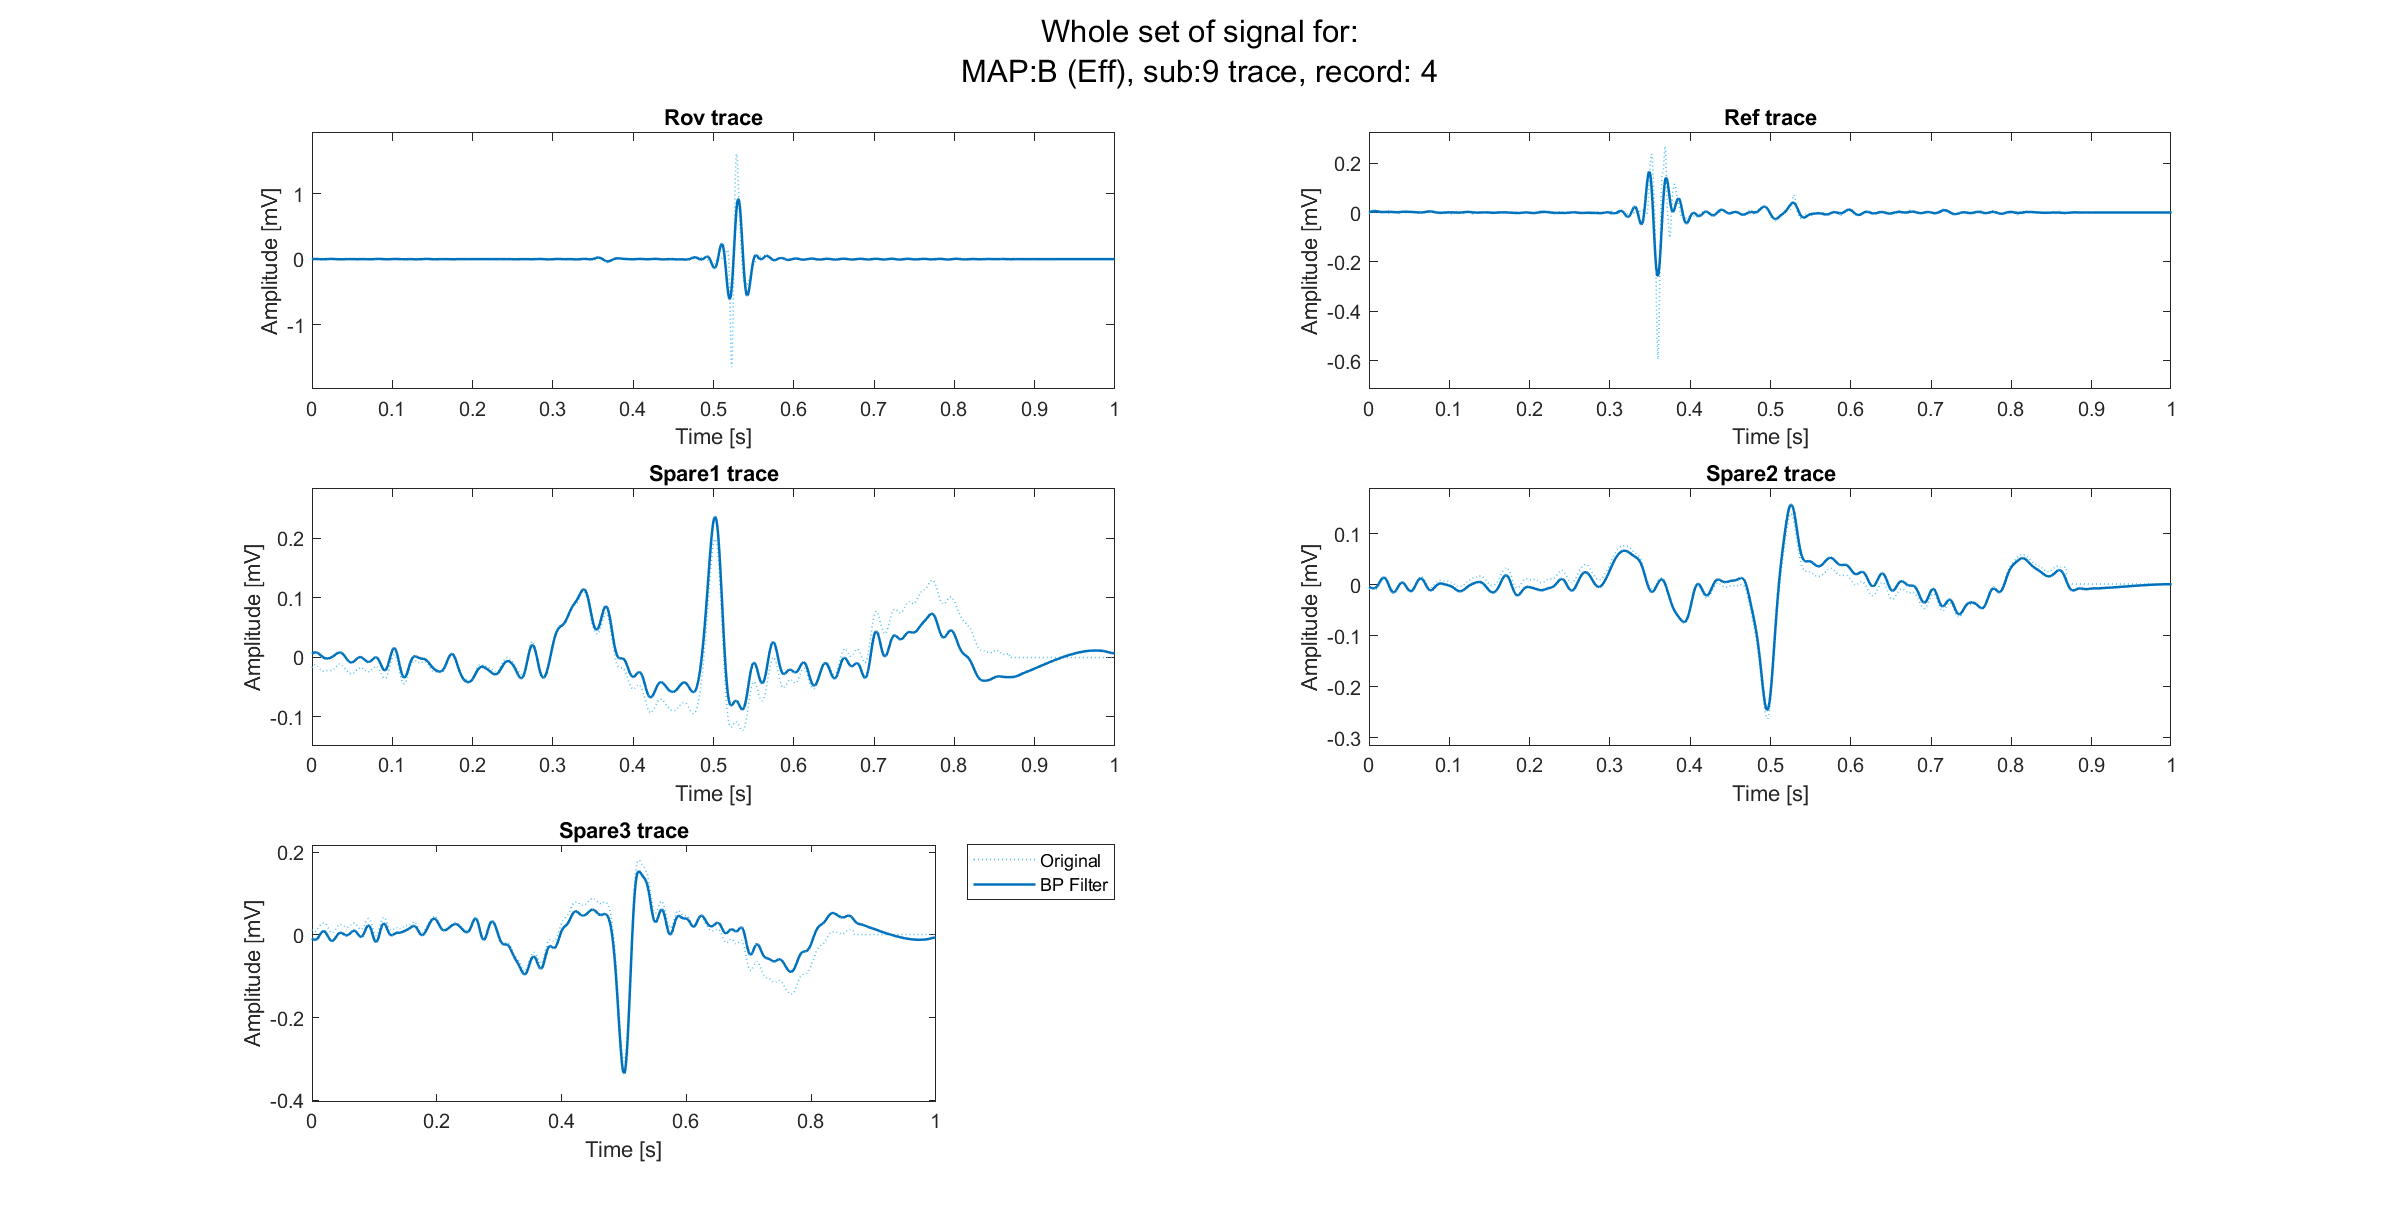 Whole set of signal for:
MAP:B (Eff), sub:9 trace, record: 4
Rov trace
Amplitude [mV]
1
0
-1
0 0.1 0.2 0.3 0.4 0.5 0.6 0.7 0.8 0.9 1
Time [s]
Ref trace
Amplitude [mV]
0.2
0
-0.2
-0.4
-0.6
0 0.1 0.2 0.3 0.4 0.5 0.6 0.7 0.8 0.9 1
Time [s]
Spare1 trace
Amplitude [mV]
0.2
0.1
0
-0.1
0 0.1 0.2 0.3 0.4 0.5 0.6 0.7 0.8 0.9 1
Time [s]
Spare2 trace
Amplitude [mV]
0.1
0
-0.1
-0.2
-0.3
0 0.1 0.2 0.3 0.4 0.5 0.6 0.7 0.8 0.9 1
Time [s]
Spare3 trace
Amplitude [mV]
0.2
0
-0.2
-0.4
0 0.2 0.4 0.6 0.8 1
Time [s]
Original
BP Filter